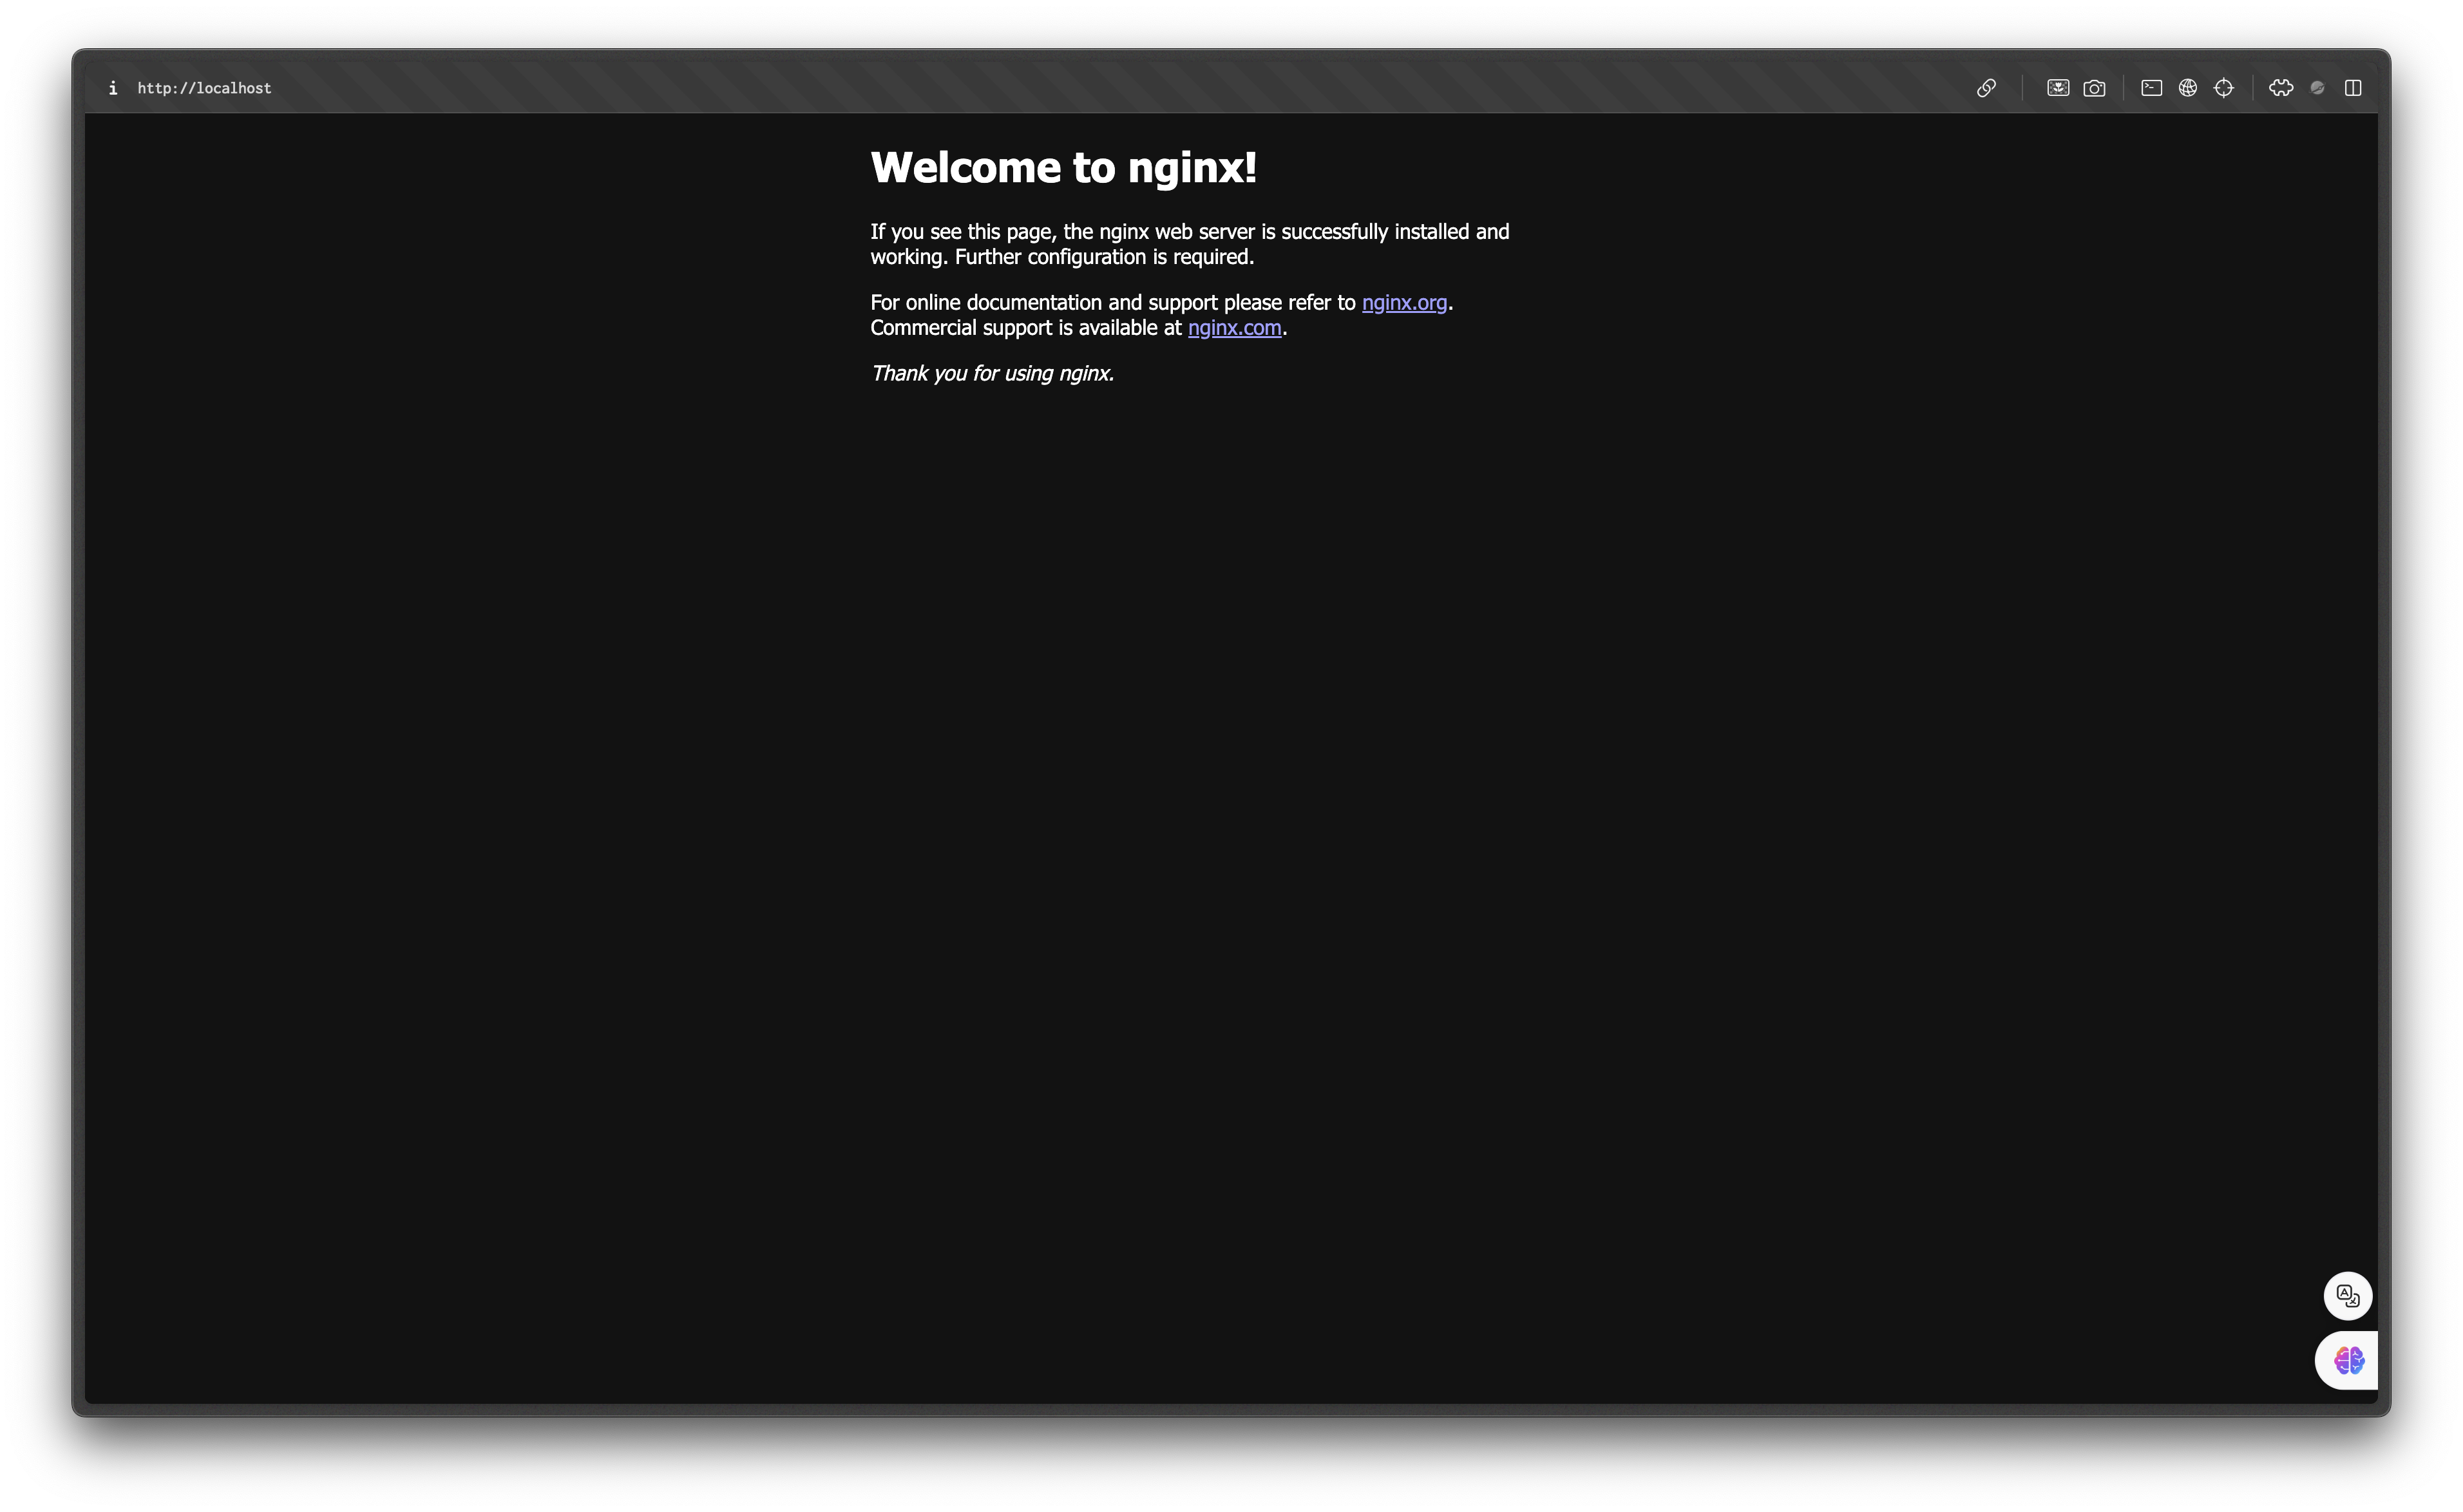 i http://localhost
Welcome to nginx!
If you see this page, the nginx web server is successfully installed and
working. Further configuration is required.
For online documentation and support please refer to nginx.org.
Commercial support is available at nginx.com.
Thank you for using nginx.